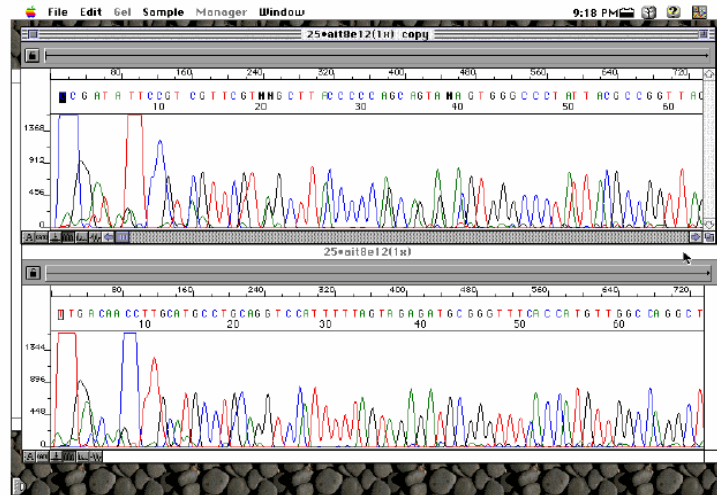 File Edit Gel Sample Manager Window 9:18 PM
25•ait8e12(1x) copy
80 160 240 320 400 480 560 640 720
N C G A T A T T C C G T C G T T C G T N N G C T T A C C C C C A G C A G T A N A G T G G G C C C T A T T A C G C C G G T T A G
10 20 30 40 50 60
1368
912
456
0
25•ait8e12(1x)
80 160 240 320 400 480 560 640 720
T T G A C A A C C T T G C A T G C C T G C A G G T C C A T T T T T A G T A G A G A T G C G G G T T T C A C C A T G T T G G C C A G G C T
10 20 30 40 50 60
1344
896
448
0